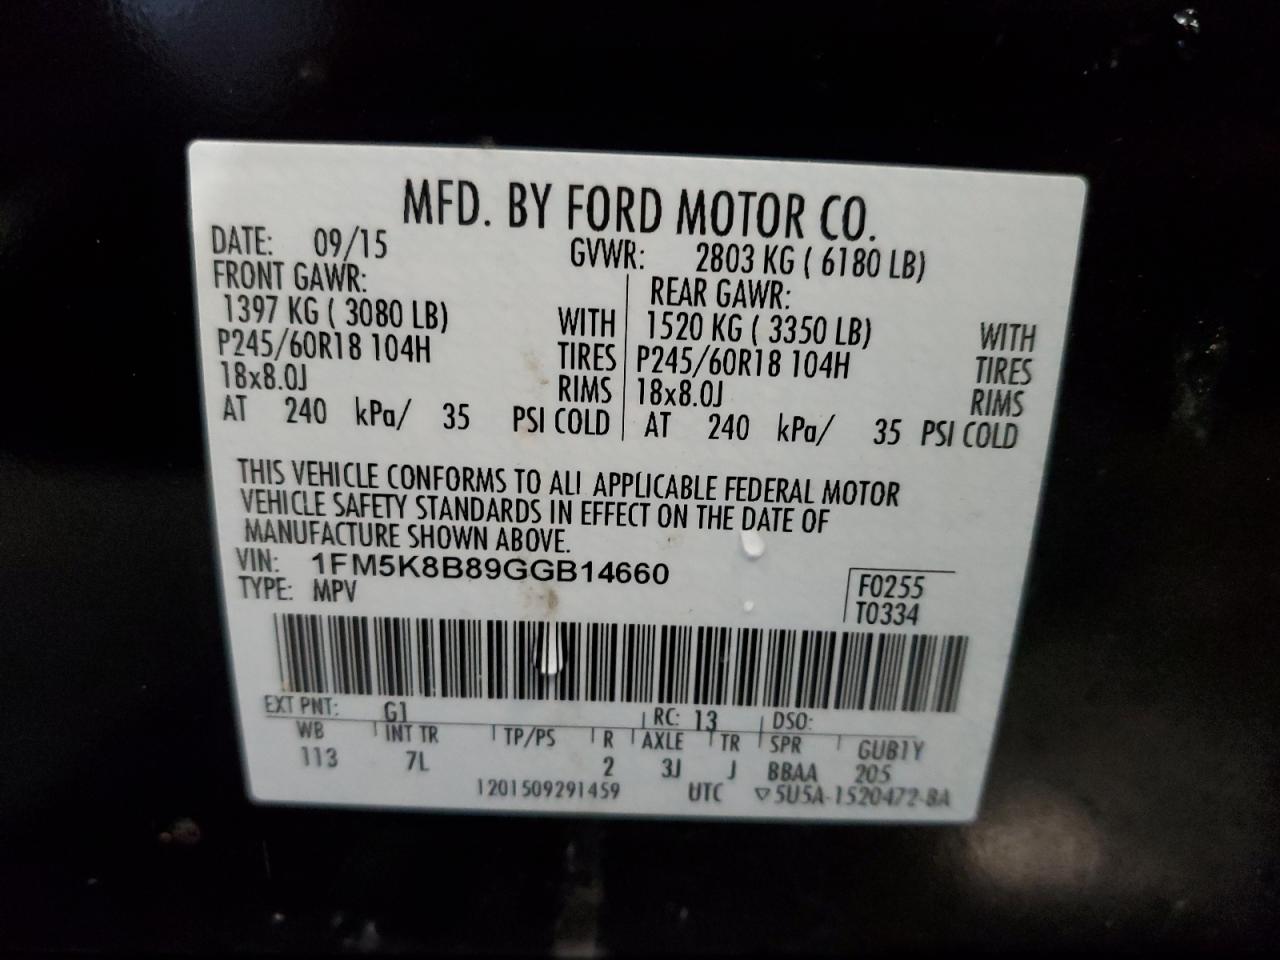 MFD. BY FORD MOTOR CO.
DATE: 09/15 GVWR: 2803 KG ( 6180 LB)
FRONT GAWR: REAR GAWR:
1397 KG ( 3080 LB) WITH 1520 KG ( 3350 LB) WITH
P245/60R18 104H TIRES P245/60R18 104H TIRES
18x8.0J RIMS 18x8.0J RIMS
AT 240 kPa/ 35 PSI COLD AT 240 kPa/ 35 PSI COLD
THIS VEHICLE CONFORMS TO ALL APPLICABLE FEDERAL MOTOR
VEHICLE SAFETY STANDARDS IN EFFECT ON THE DATE OF
MANUFACTURE SHOWN ABOVE.
VIN: 1FM5K8B89GGB14660
TYPE: MPV
F0255
T0334
EXT PNT: G1 RC: 13 DSO:
WB INT TR TP/PS R AXLE TR SPR GUB1Y
113 7L 2 3J J BBAA 205
1201509291459 UTC ▽5U5A-1520472-BA